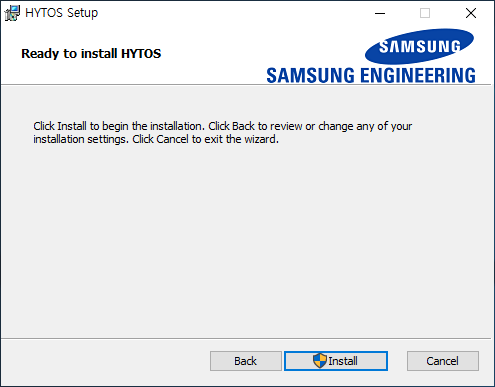 HYTOS Setup
Ready to install HYTOS
SAMSUNG
SAMSUNG ENGINEERING
Click Install to begin the installation. Click Back to review or change any of your
installation settings. Click Cancel to exit the wizard.
Back
Install
Cancel